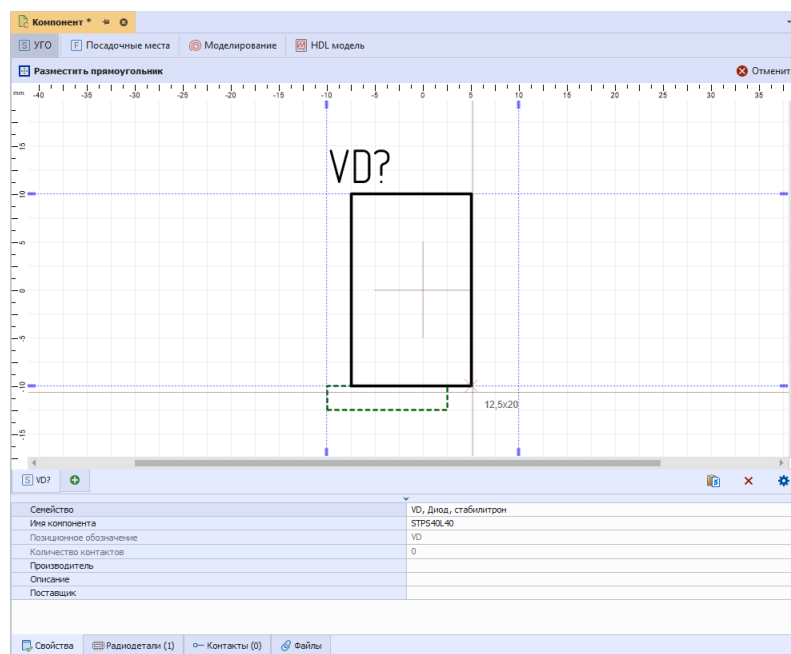 Компонент *
УГО Посадочные места Моделирование HDL модель
Разместить прямоугольник Отменит
mm -40 -35 -30 -25 -20 -15 -10 -5 0 5 10 15 20 25 30 35
15
VD?
10
5
0
-5
-10
12,5x20
-15
S VD?
Семейство VD, Диод, стабилитрон
Имя компонента STPS40L40
Позиционное обозначение VD
Количество контактов 0
Производитель
Описание
Поставщик
Свойства Радиодетали (1) Контакты (0) Файлы